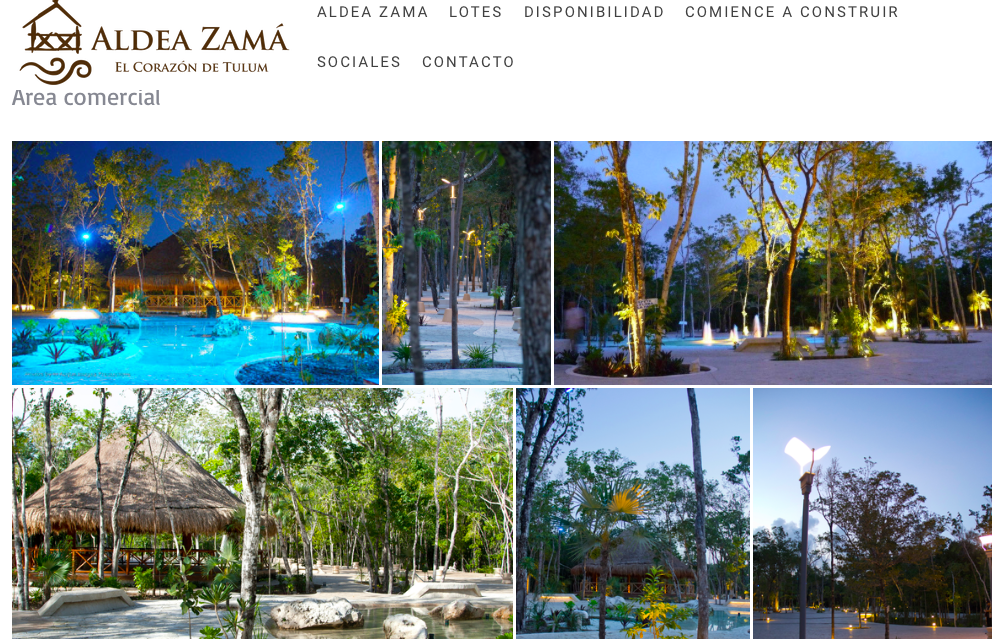 ALDEA ZAMÁ
EL CORAZÓN DE TULUM
ALDEA ZAMA LOTES DISPONIBILIDAD COMIENCE A CONSTRUIR
SOCIALES CONTACTO
Area comercial